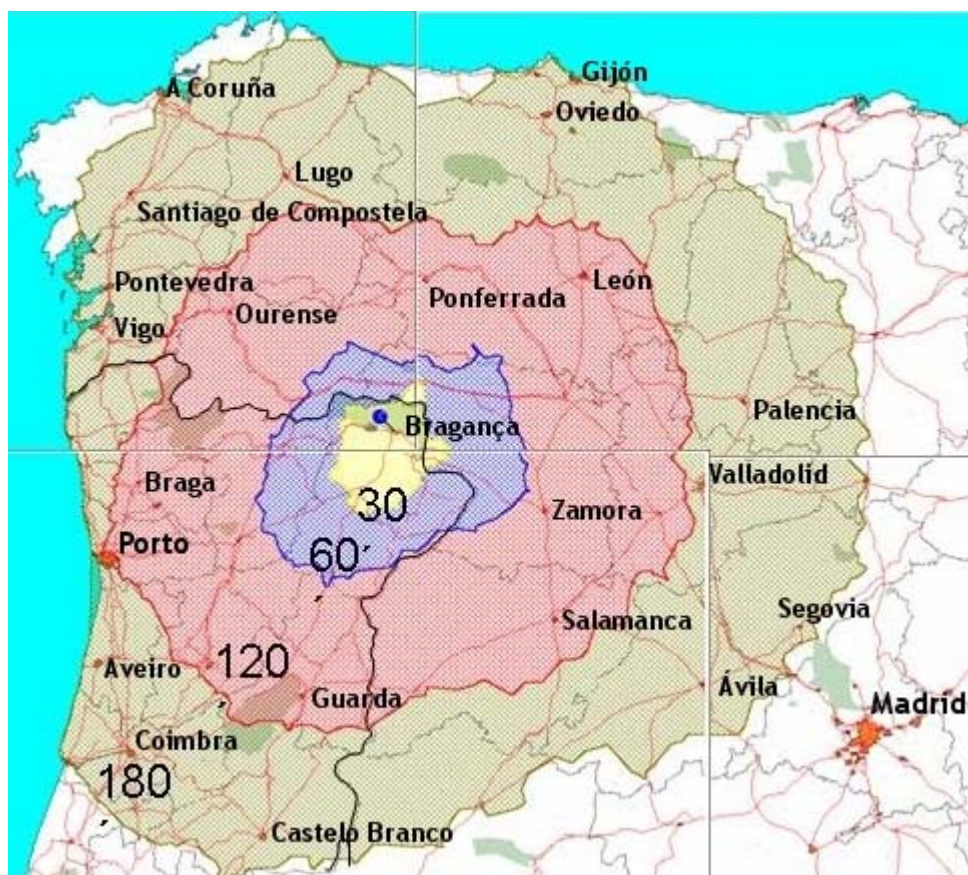 Gijón
A Coruña
Oviedo
Lugo
Santiago de Compostela
Pontevedra
León
Ponferrada
Ourense
Vigo
Palencia
Bragança
Valladolid
Braga
30
Zamora
Porto
60´
Segovia
Salamanca
120´
Aveiro
Ávila
Guarda
Madrid
Coimbra
180´
Castelo Branco